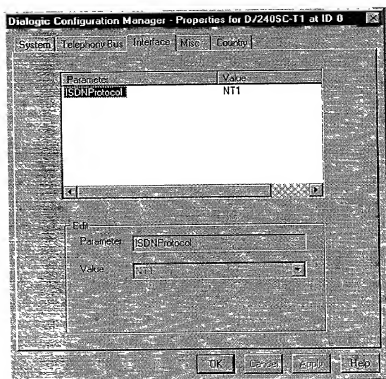 Dialogic Configuration Manager - Properties for D/240SC-T1 at ID 0
System Telephony Bus Interface Misc Country
Parameter Value
ISDNProtocol NT1
Edit
Parameter ISDNProtocol
Value NT1
OK Cancel Apply Help